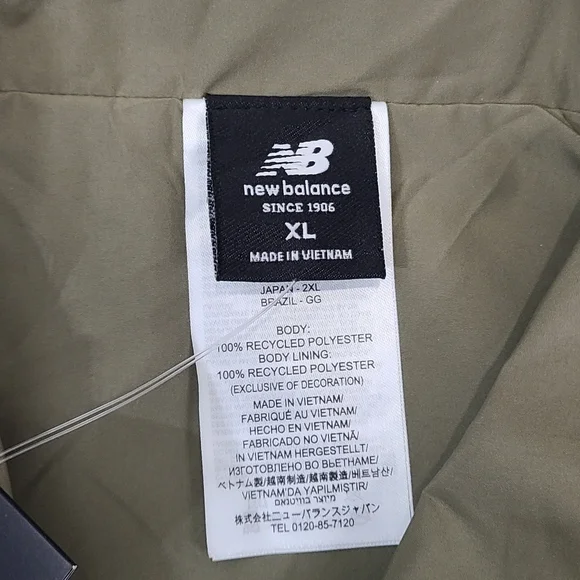 NB
new balance
SINCE 1906
XL
MADE IN VIETNAM
JAPAN - 2XL
BRAZIL - GG
BODY:
100% RECYCLED POLYESTER
BODY LINING:
100% RECYCLED POLYESTER
(EXCLUSIVE OF DECORATION)
MADE IN VIETNAM/
FABRIQUÉ AU VIETNAM/
HECHO EN VIETNAM/
FABRICADO NO VIETNÃ/
IN VIETNAM HERGESTELLT/
ИЗГОТОВЛЕНО ВО ВЬЕТНАМЕ/
ベトナム製/越南制造/越南製造/베트남산/
VIETNAM'DA YAPILMIŞTIR/
מיוצר בווייטנאם
株式会社ニューバランスジャパン
TEL 0120-85-7120